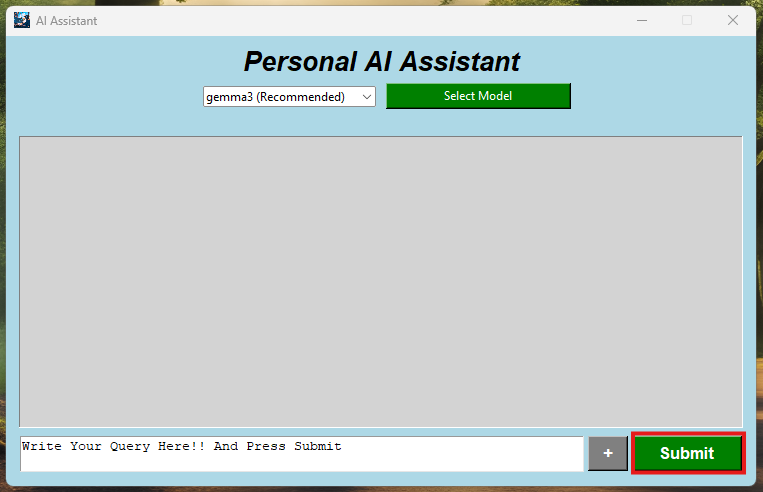 AI Assistant
Personal AI Assistant
gemma3 (Recommended)
Select Model
Write Your Query Here!! And Press Submit
+
Submit